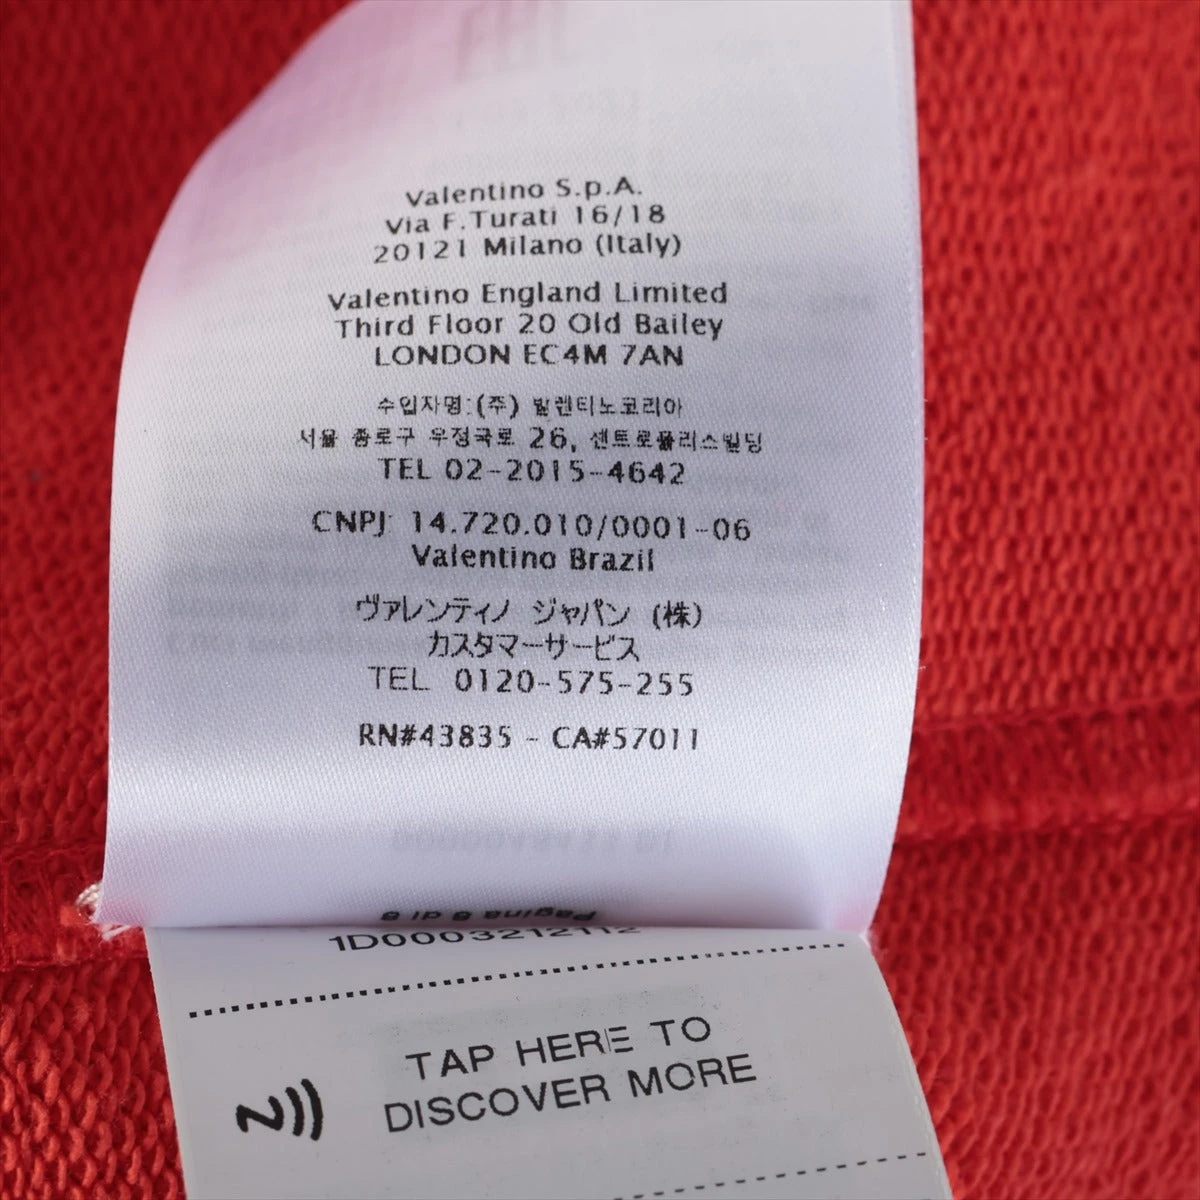 Valentino S.p.A.
Via F.Turati 16/18
20121 Milano (Italy)
Valentino England Limited
Third Floor 20 Old Bailey
LONDON EC4M 7AN
수입자명:(주) 발렌티노코리아
서울 종로구 우정국로 26, 센트로폴리스빌딩
TEL 02-2015-4642
CNPJ: 14.720.010/0001-06
Valentino Brazil
ヴァレンティノ ジャパン (株)
カスタマーサービス
TEL 0120-575-255
RN#43835 - CA#57011
Pagina 8 di 8
1D0003212112
TAP HERE TO
DISCOVER MORE